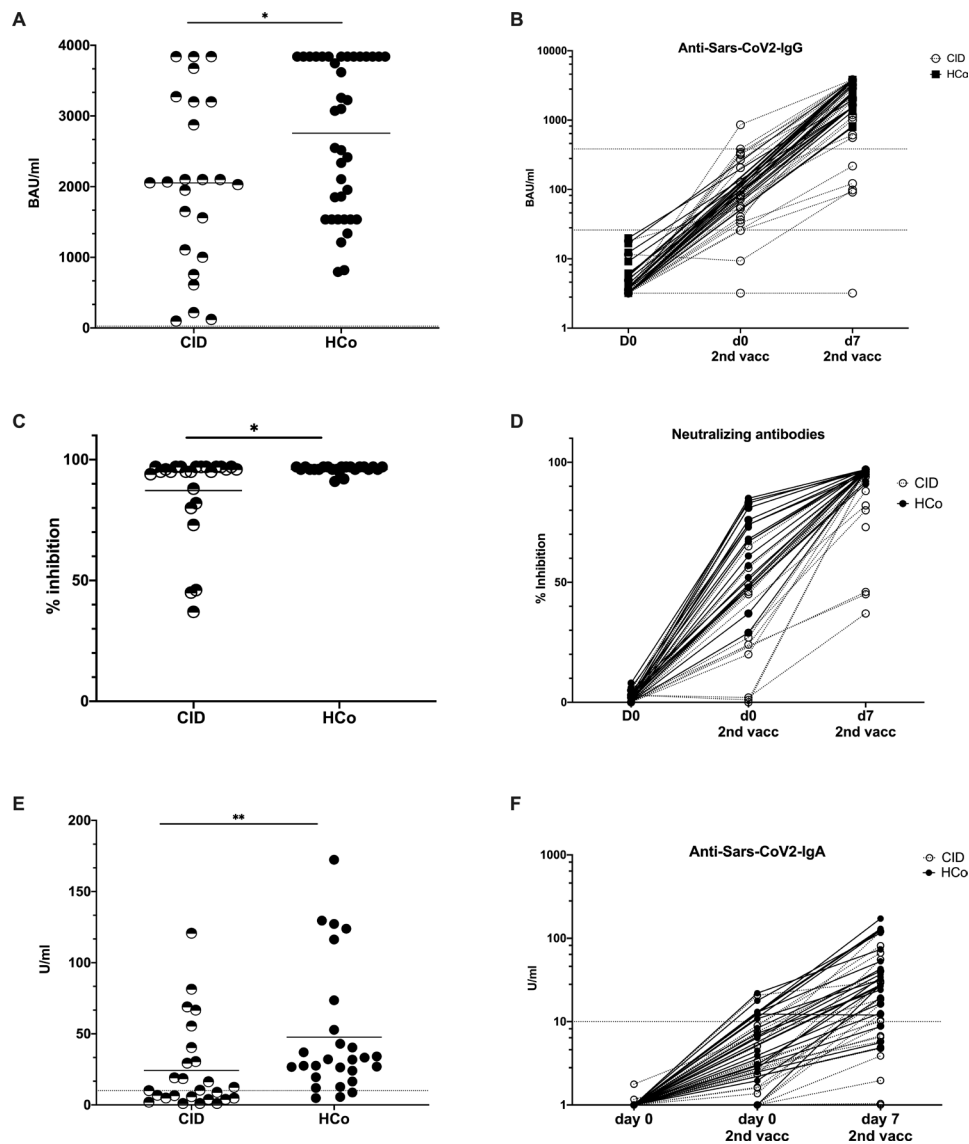 A
*
4000
3000
2000
1000
0
BAU/ml
CID
HCo
B
Anti-Sars-CoV2-IgG
CID
HCo
10000
1000
100
10
1
BAU/ml
D0
d0
2nd vacc
d7
2nd vacc
C
*
100
50
0
% inhibition
CID
HCo
D
Neutralizing antibodies
CID
HCo
100
50
0
% Inhibition
D0
d0
2nd vacc
d7
2nd vacc
E
**
200
150
100
50
0
U/ml
CID
HCo
F
Anti-Sars-CoV2-IgA
CID
HCo
1000
100
10
1
U/ml
day 0
day 0
2nd vacc
day 7
2nd vacc